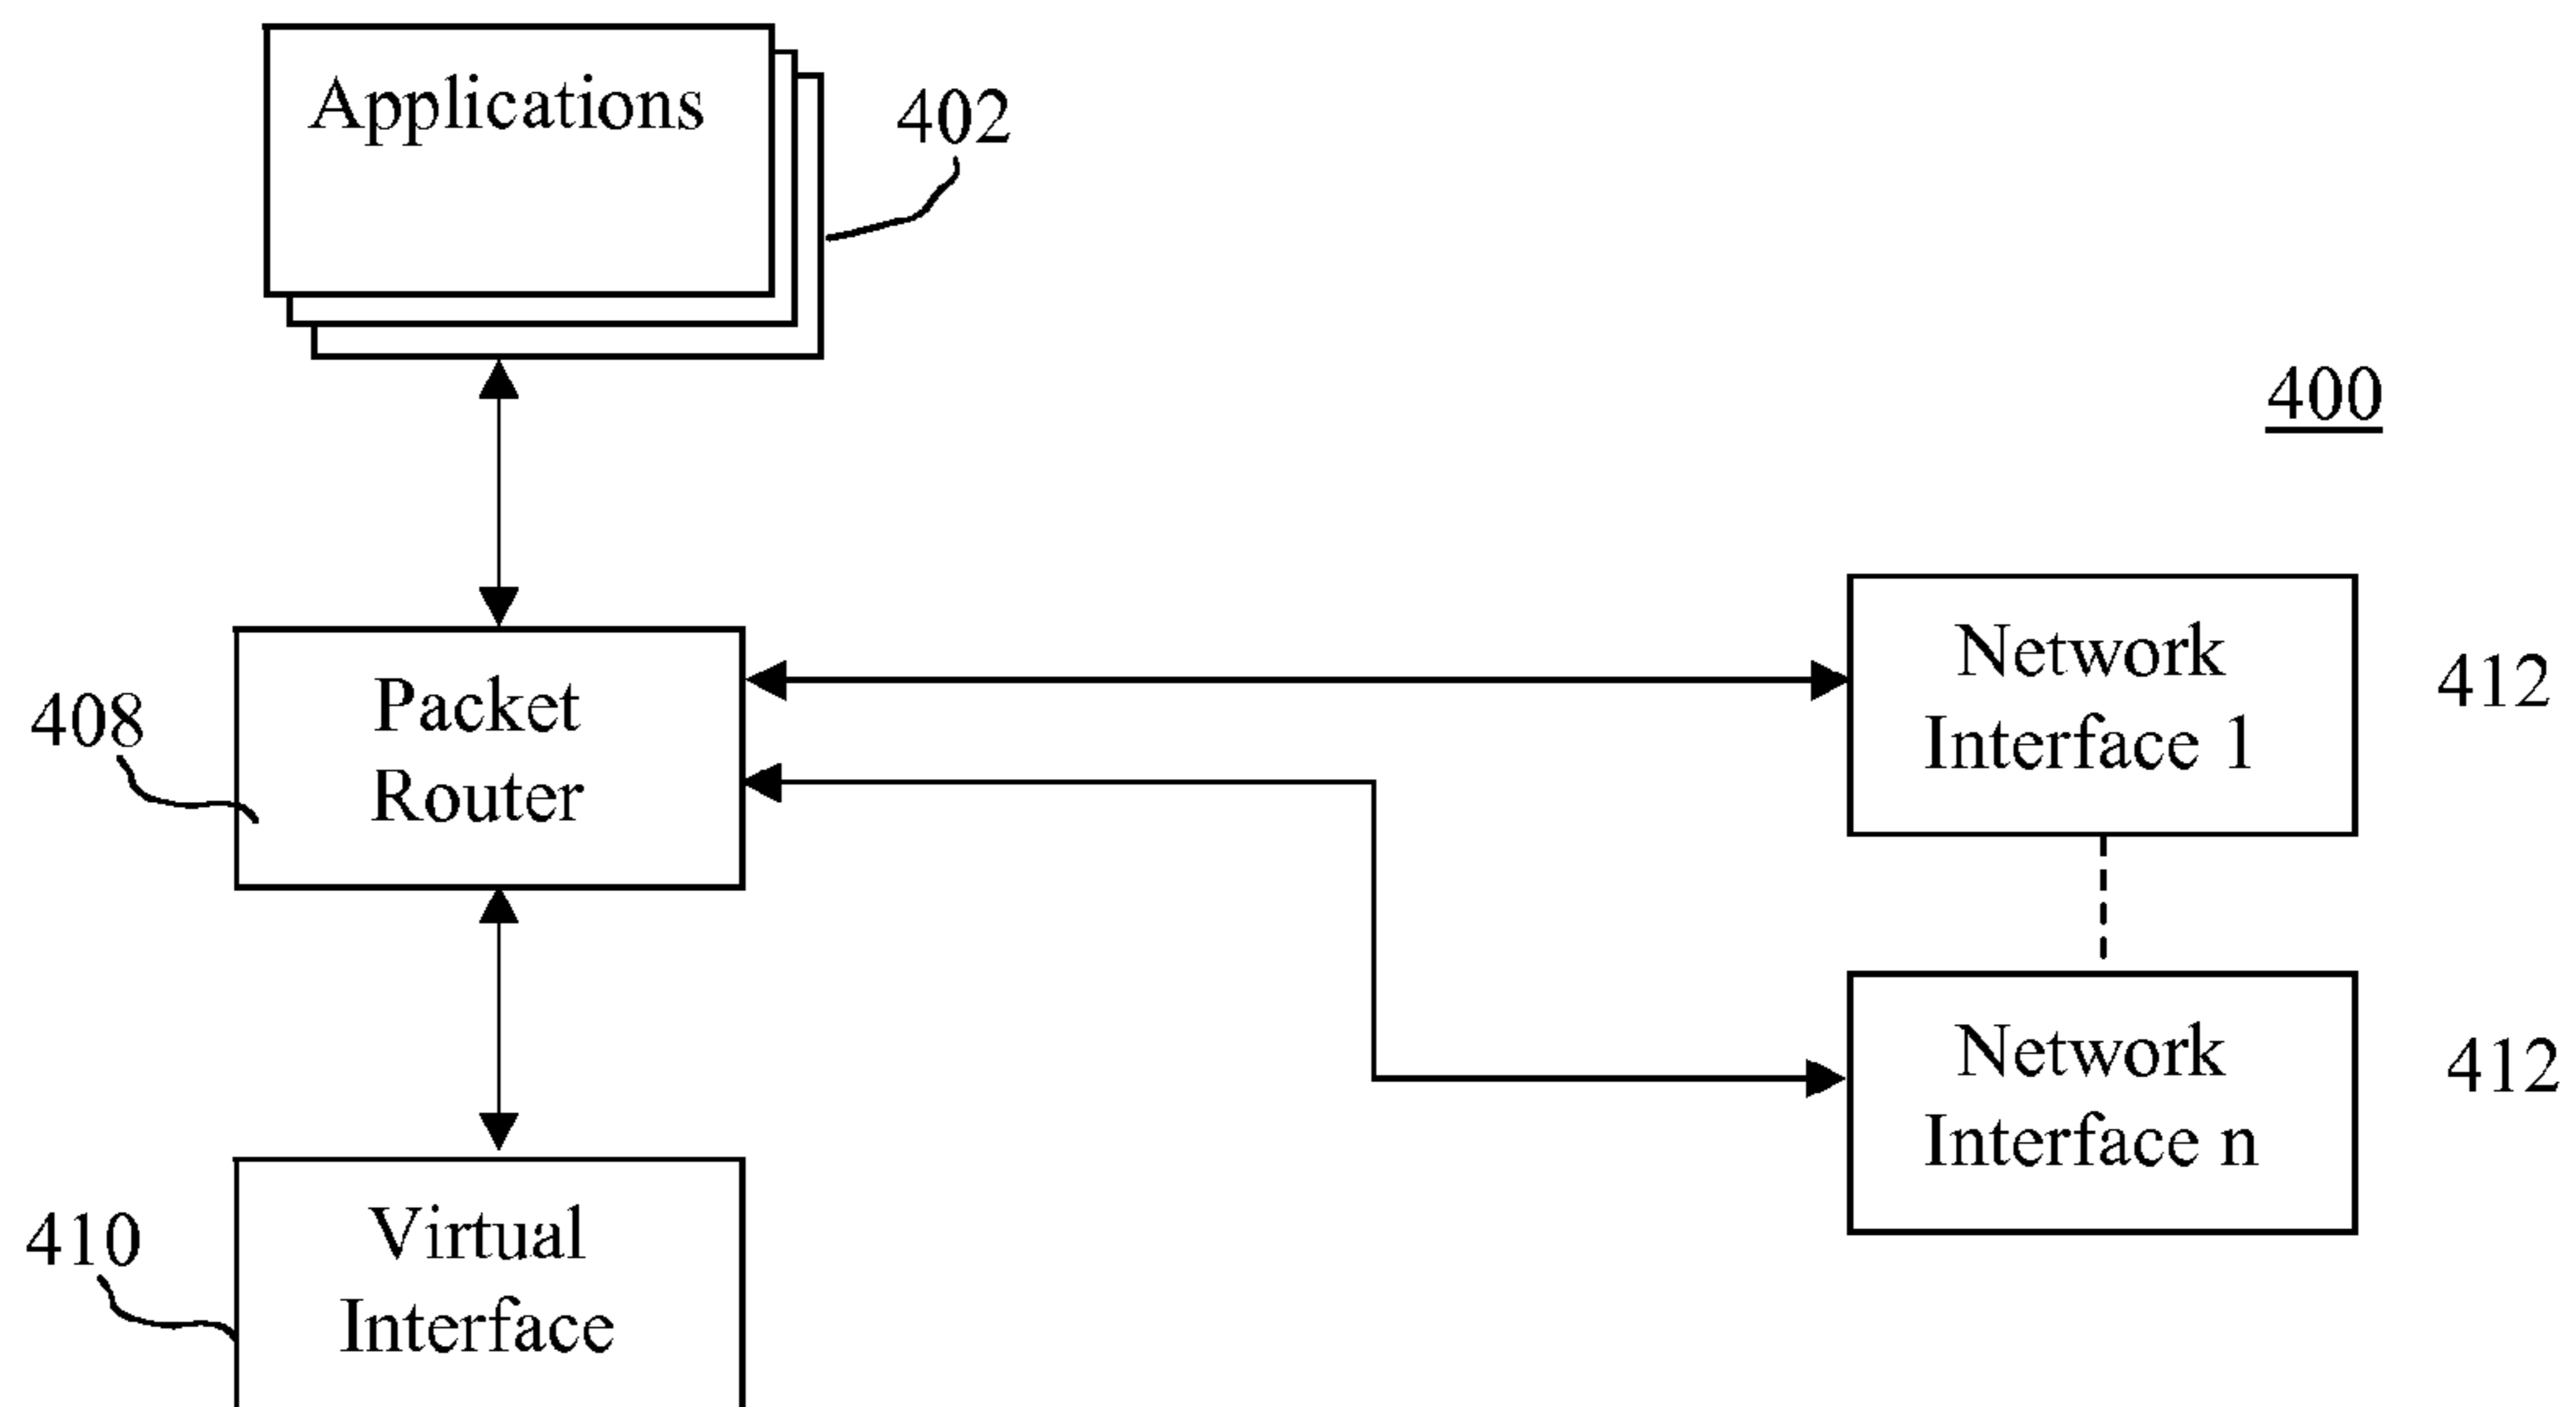 Applications
402
400
Packet
Router
408
Network
Interface 1
412
Network
Interface n
412
Virtual
Interface
410